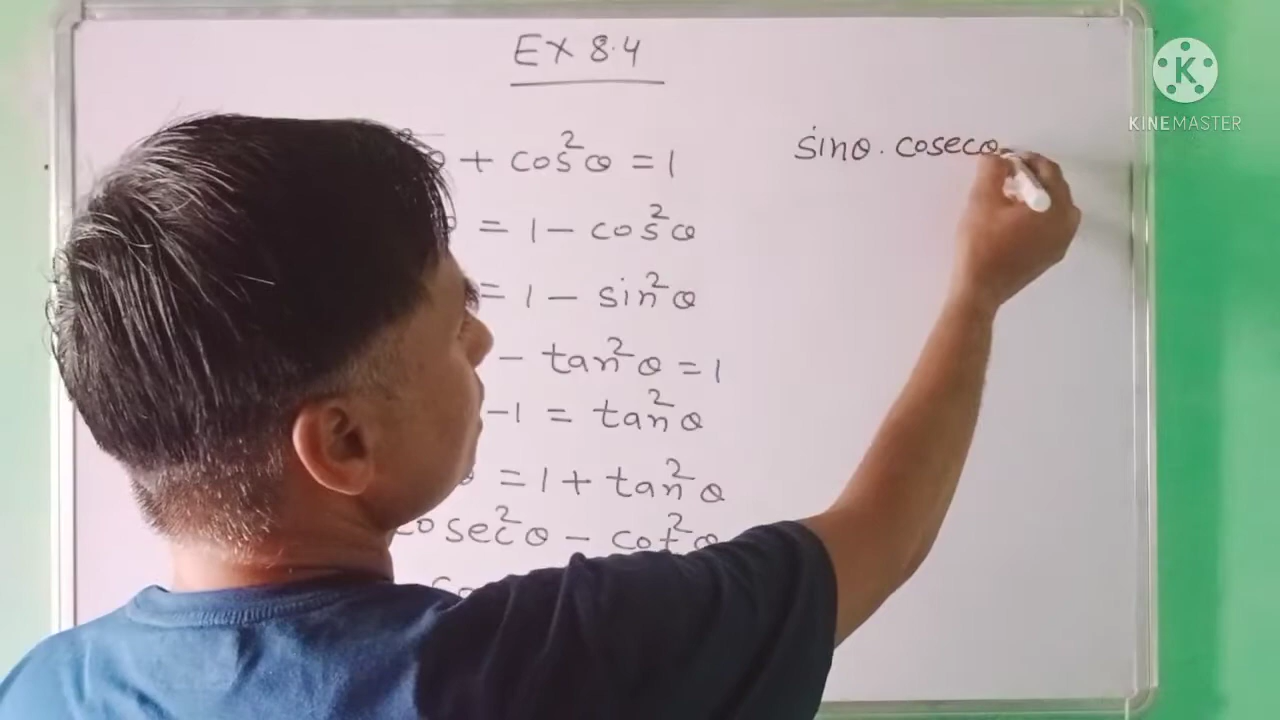 EX 8.4
+ cos²θ = 1
= 1 - cos²θ
= 1 - sin²θ
- tan²θ = 1
-1 = tan²θ
= 1 + tan²θ
cosec²θ - cot²θ
sinθ . cosecθ
K
KINEMASTER